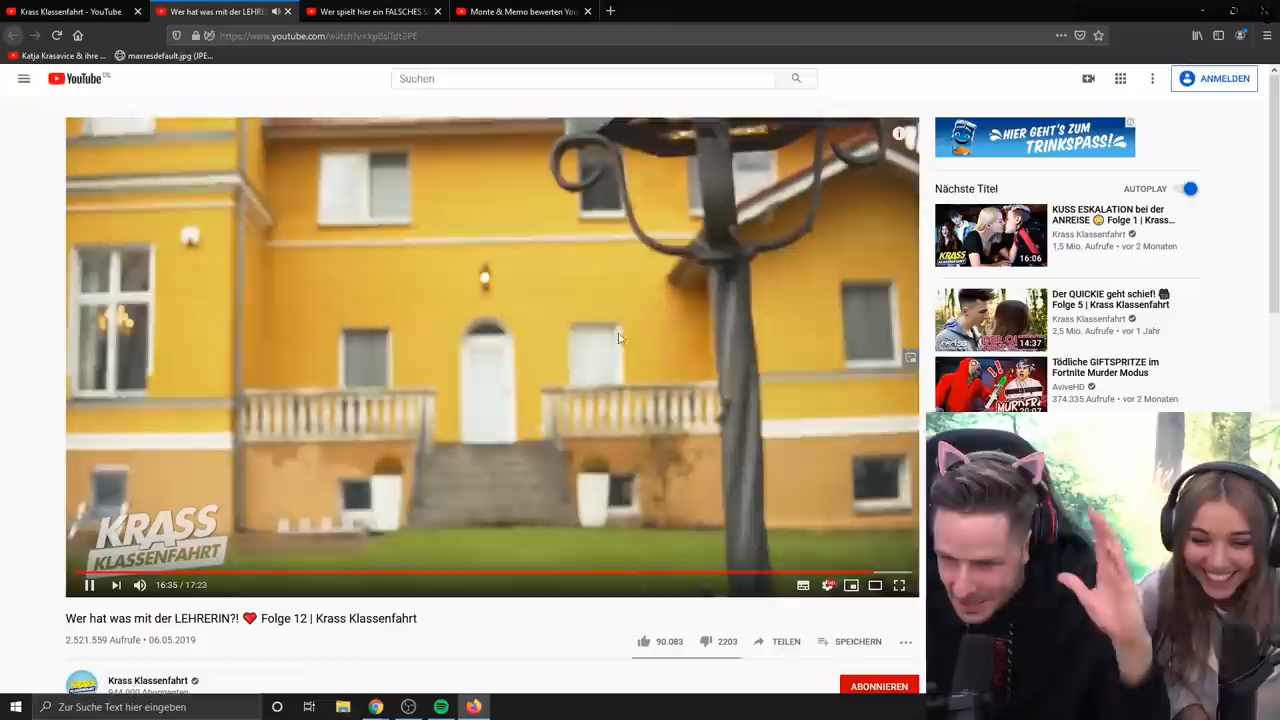 Krass Klassenfahrt - YouTube
Wer hat was mit der LEHRE
Wer spielt hier ein FALSCHES S
Monte & Memo bewerten You
Katja Krasavice & ihre ...
maxresdefault.jpg (JPE...
YouTube DE
Suchen
ANMELDEN
HIER GEHT'S ZUM
TRINKSPASS!
Nächste Titel
AUTOPLAY
KUSS ESKALATION bei der
ANREISE 😳 Folge 1 | Krass...
Krass Klassenfahrt
1,5 Mio. Aufrufe • vor 2 Monaten
16:06
Der QUICKIE geht schief!
Folge 5 | Krass Klassenfahrt
Krass Klassenfahrt
2,5 Mio. Aufrufe • vor 1 Jahr
14:37
Tödliche GIFTSPRITZE im
Fortnite Murder Modus
AviveHD
374.335 Aufrufe • vor 2 Monaten
MURDER
KRASS
KLASSENFAHRT
16:35 / 17:23
Wer hat was mit der LEHRERIN?! ❤️ Folge 12 | Krass Klassenfahrt
2.521.559 Aufrufe • 06.05.2019
90.083
2203
TEILEN
SPEICHERN
Krass Klassenfahrt
944.000 Abonnenten
ABONNIEREN
Zur Suche Text hier eingeben